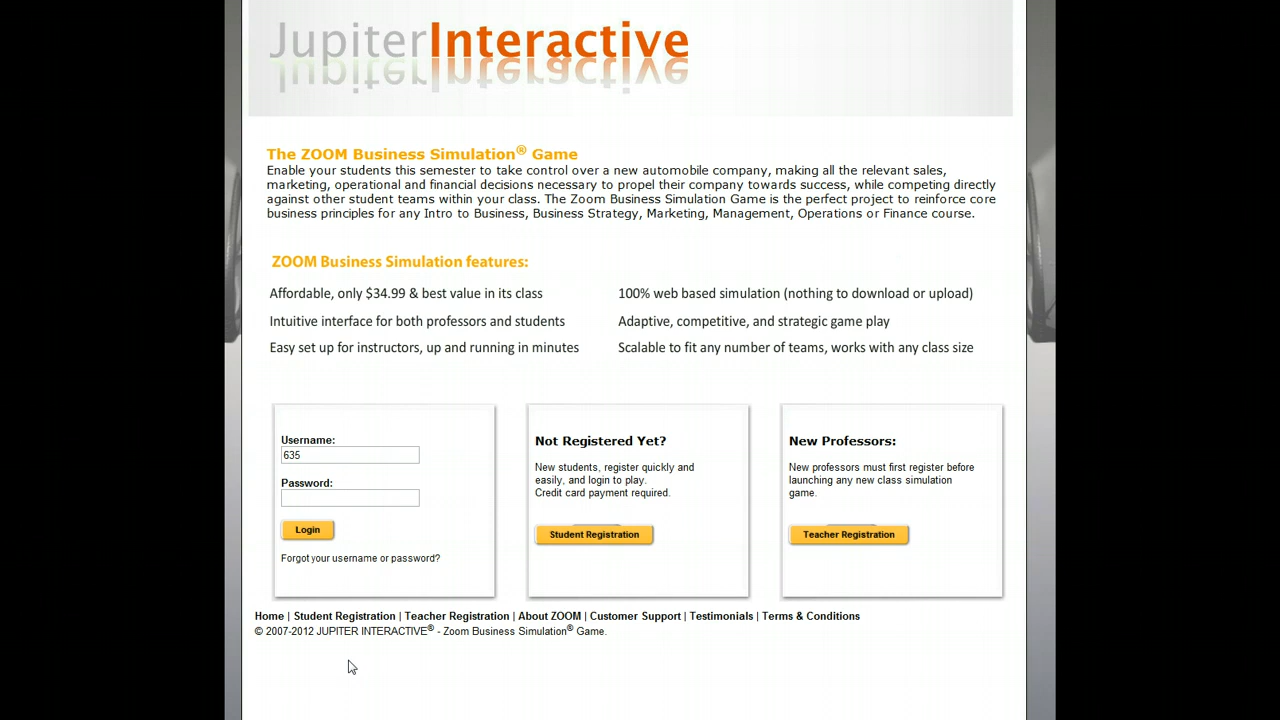 JupiterInteractive
The ZOOM Business Simulation® Game
Enable your students this semester to take control over a new automobile company, making all the relevant sales,
marketing, operational and financial decisions necessary to propel their company towards success, while competing directly
against other student teams within your class. The Zoom Business Simulation Game is the perfect project to reinforce core
business principles for any Intro to Business, Business Strategy, Marketing, Management, Operations or Finance course.
ZOOM Business Simulation features:
Affordable, only $34.99 & best value in its class
100% web based simulation (nothing to download or upload)
Intuitive interface for both professors and students
Adaptive, competitive, and strategic game play
Easy set up for instructors, up and running in minutes
Scalable to fit any number of teams, works with any class size
Username:
635
Password:
Login
Forgot your username or password?
Not Registered Yet?
New students, register quickly and
easily, and login to play.
Credit card payment required.
Student Registration
New Professors:
New professors must first register before
launching any new class simulation
game.
Teacher Registration
Home | Student Registration | Teacher Registration | About ZOOM | Customer Support | Testimonials | Terms & Conditions
© 2007-2012 JUPITER INTERACTIVE® - Zoom Business Simulation® Game.